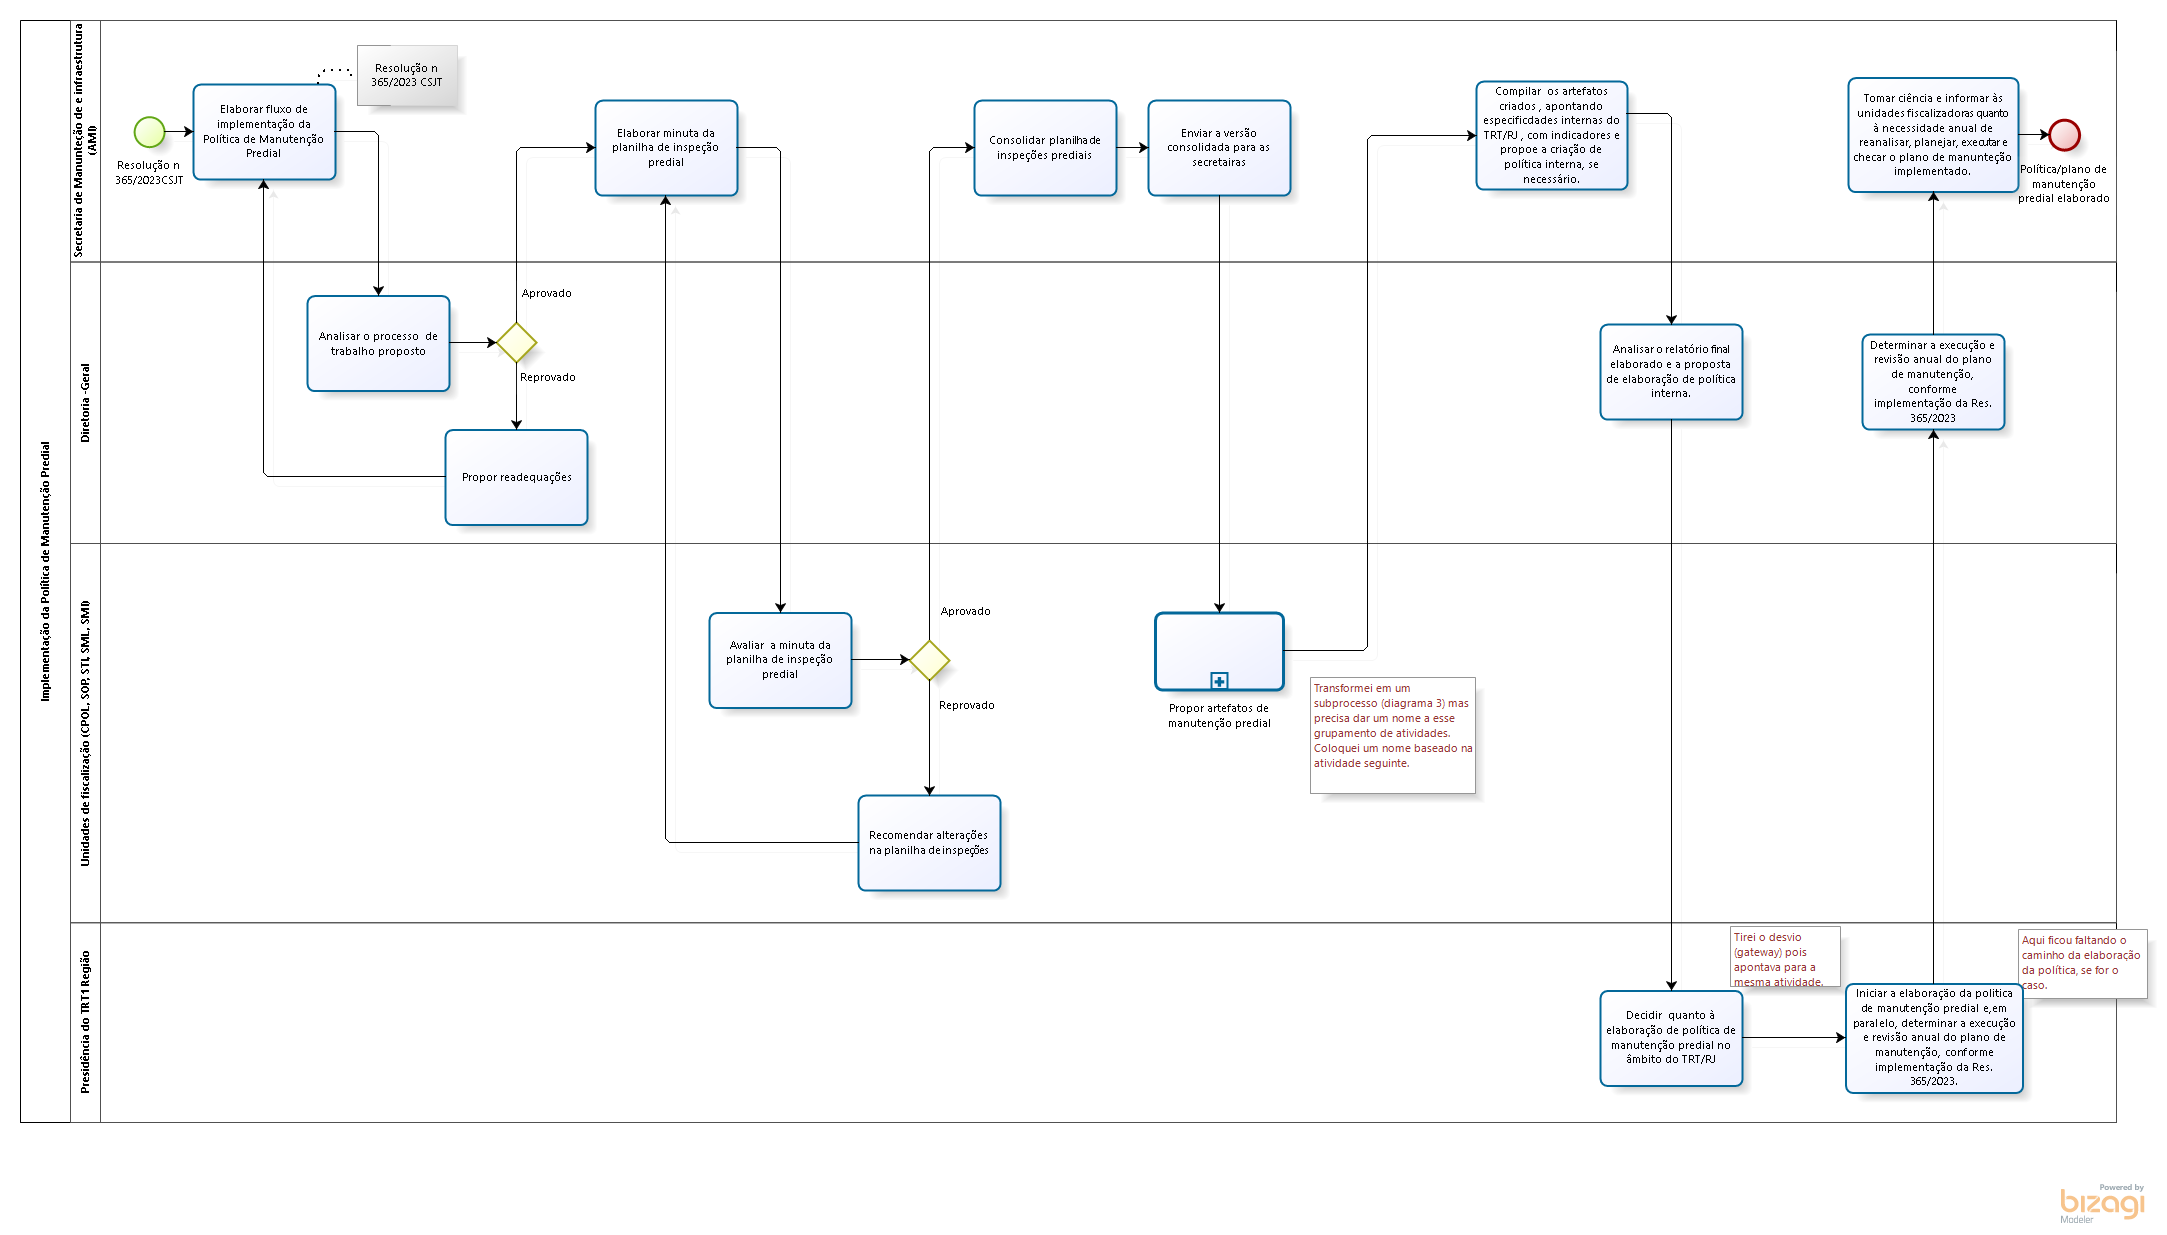 Implementação da Política de Manutenção Predial
Secretaria de Manunteção de e infraestrutura
(AMI)
Resolução n
365/2023CSJT
Elaborar fluxo de
implementação da
Política de Manutenção
Predial
Resolução n
365/2023 CSJT
Elaborar minuta da
planilha de inspeção
predial
Consolidar planilha de
inspeções prediais
Enviar a versão
consolidada para as
secretairas
Compilar os artefatos
criados , apontando
especificdades internas do
TRT/RJ , com indicadores e
propoe a criação de
política interna, se
necessário.
Tomar ciência e informar às
unidades fiscalizadoras quanto
à necessidade anual de
reanalisar, planejar, executar e
checar o plano de manunteção
implementado.
Política/plano de
manutenção
predial elaborado
Diretoria -Geral
Analisar o processo de
trabalho proposto
Aprovado
Reprovado
Propor readequações
Analisar o relatório final
elaborado e a proposta
de elaboração de política
interna.
Determinar a execução e
revisão anual do plano
de manutenção,
conforme
implementação da Res.
365/2023
Unidades de fiscalização (CPOL, SOP, STI, SML, SMI)
Avaliar a minuta da
planilha de inspeção
predial
Aprovado
Reprovado
Recomendar alterações
na planilha de inspeções
Propor artefatos de
manutenção predial
Transformei em um
subprocesso (diagrama 3) mas
precisa dar um nome a esse
grupamento de atividades.
Coloquei um nome baseado na
atividade seguinte.
Presidência do TRT1 Região
Decidir quanto à
elaboração de política de
manutenção predial no
âmbito do TRT/RJ
Tirei o desvio
(gateway) pois
apontava para a
mesma atividade.
Iniciar a elaboração da politica
de manutenção predial e,em
paralelo, determinar a execução
e revisão anual do plano de
manutenção, conforme
implementação da Res.
365/2023.
Aqui ficou faltando o
caminho da elaboração
da política, se for o
caso.
Powered by
bizagi
Modeler